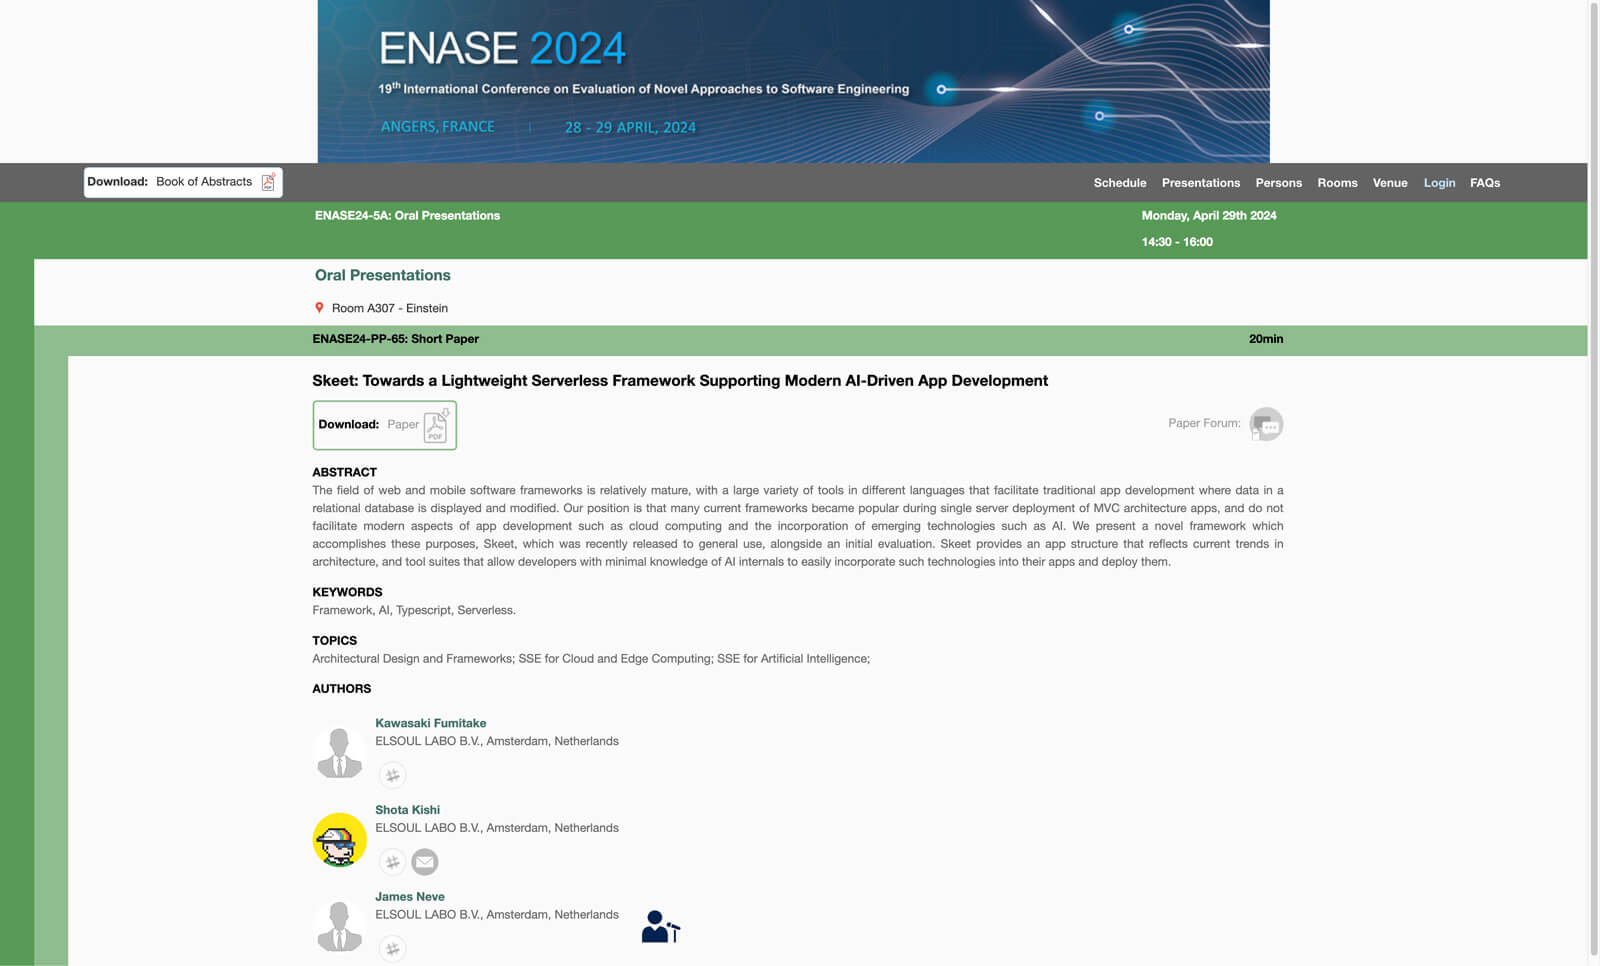 ENASE 2024
19th International Conference on Evaluation of Novel Approaches to Software Engineering
ANGERS, FRANCE | 28 - 29 APRIL, 2024
Download: Book of Abstracts
PDF
Schedule Presentations Persons Rooms Venue Login FAQs
ENASE24-5A: Oral Presentations
Monday, April 29th 2024
14:30 - 16:00
Oral Presentations
Room A307 - Einstein
ENASE24-PP-65: Short Paper
20min
Skeet: Towards a Lightweight Serverless Framework Supporting Modern AI-Driven App Development
Download: Paper
PDF
Paper Forum:
ABSTRACT
The field of web and mobile software frameworks is relatively mature, with a large variety of tools in different languages that facilitate traditional app development where data in a
relational database is displayed and modified. Our position is that many current frameworks became popular during single server deployment of MVC architecture apps, and do not
facilitate modern aspects of app development such as cloud computing and the incorporation of emerging technologies such as AI. We present a novel framework which
accomplishes these purposes, Skeet, which was recently released to general use, alongside an initial evaluation. Skeet provides an app structure that reflects current trends in
architecture, and tool suites that allow developers with minimal knowledge of AI internals to easily incorporate such technologies into their apps and deploy them.
KEYWORDS
Framework, AI, Typescript, Serverless.
TOPICS
Architectural Design and Frameworks; SSE for Cloud and Edge Computing; SSE for Artificial Intelligence;
AUTHORS
Kawasaki Fumitake
ELSOUL LABO B.V., Amsterdam, Netherlands
Shota Kishi
ELSOUL LABO B.V., Amsterdam, Netherlands
James Neve
ELSOUL LABO B.V., Amsterdam, Netherlands